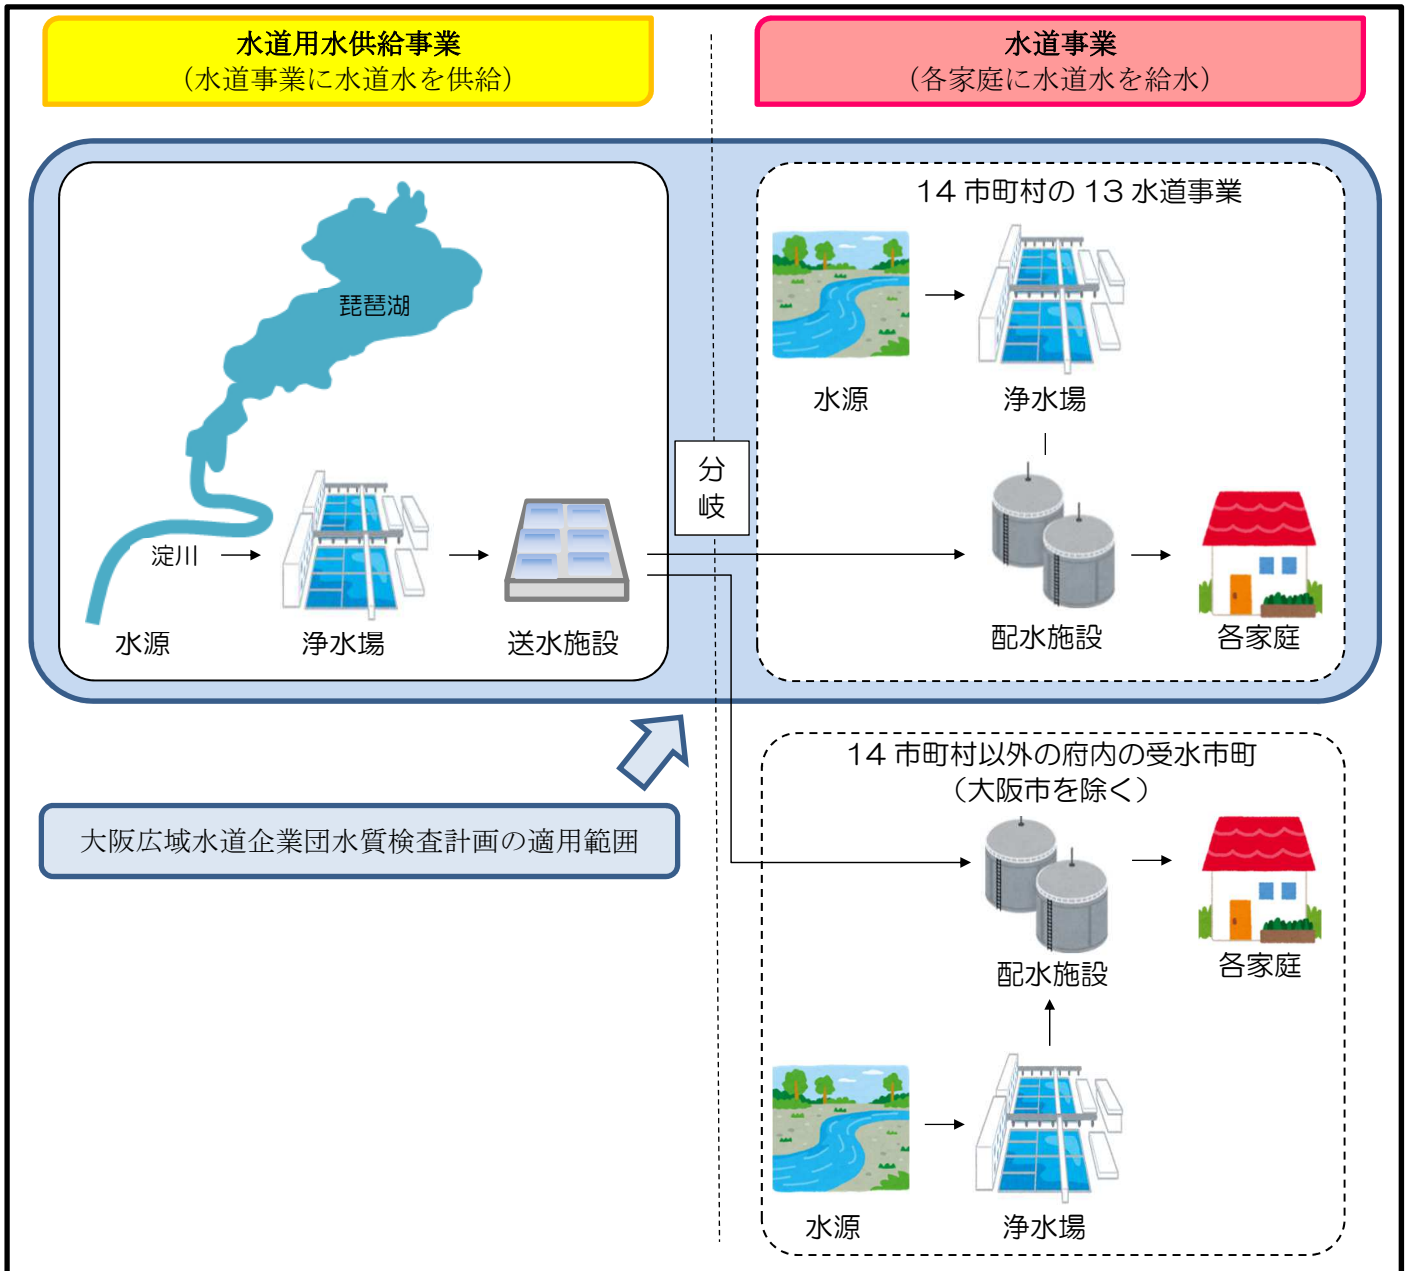 水道用水供給事業
（水道事業に水道水を供給）
水道事業
（各家庭に水道水を給水）
琵琶湖
淀川
水源
浄水場
送水施設
分
岐
14 市町村の 13 水道事業
水源
浄水場
配水施設
各家庭
大阪広域水道企業団水質検査計画の適用範囲
14 市町村以外の府内の受水市町
（大阪市を除く）
配水施設
各家庭
水源
浄水場